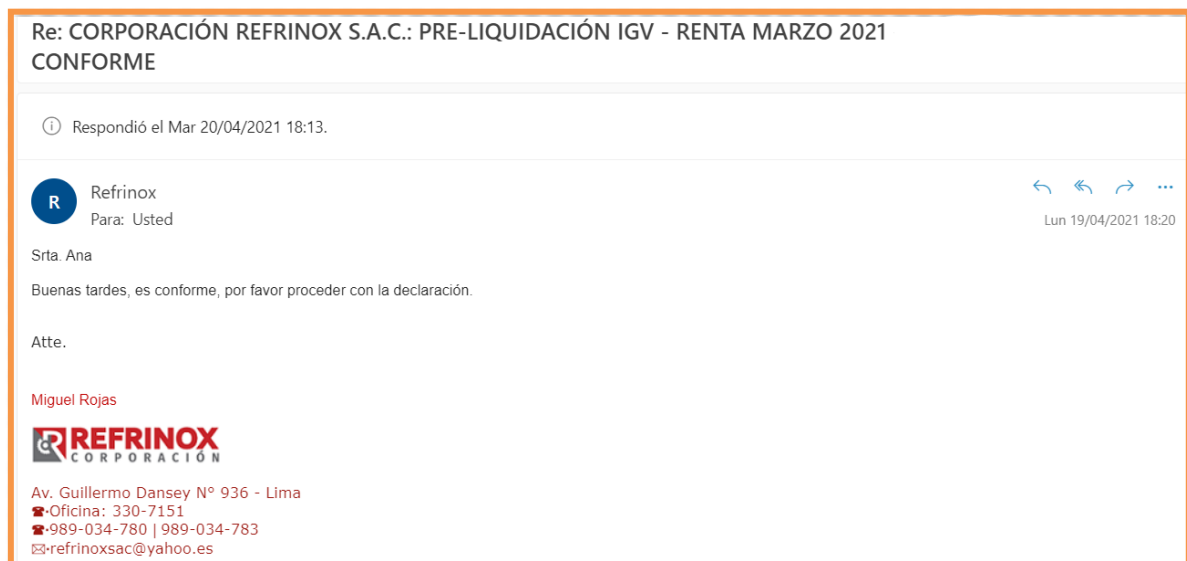 Re: CORPORACIÓN REFRINOX S.A.C.: PRE-LIQUIDACIÓN IGV - RENTA MARZO 2021
CONFORME
Respondió el Mar 20/04/2021 18:13.
R
Refrinox
Para: Usted
Lun 19/04/2021 18:20
Srta. Ana
Buenas tardes, es conforme, por favor proceder con la declaración.
Atte.
Miguel Rojas
REFRINOX
CORPORACIÓN
Av. Guillermo Dansey N° 936 - Lima
☎·Oficina: 330-7151
☎·989-034-780 | 989-034-783
✉·refrinoxsac@yahoo.es